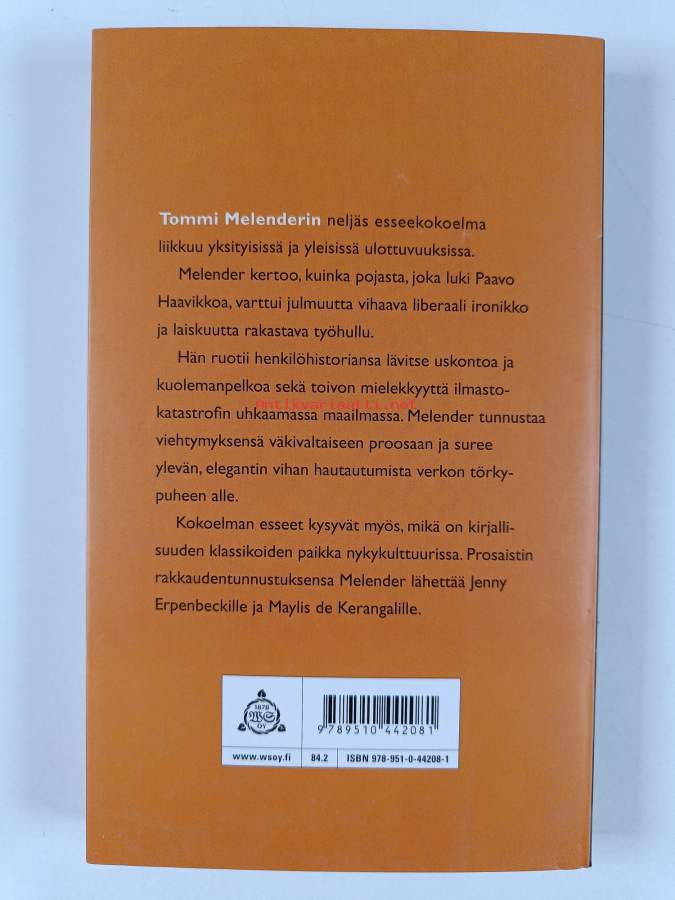 Tommi Melenderin neljäs esseekokoelma
liikkuu yksityisissä ja yleisissä ulottuvuuksissa.
Melender kertoo, kuinka pojasta, joka luki Paavo
Haavikkoa, varttui julmuutta vihaava liberaali ironikko
ja laiskuutta rakastava työhullu.
Hän ruotii henkilöhistoriansa lävitse uskontoa ja
kuolemanpelkoa sekä toivon mielekkyyttä ilmasto-
Antikvariaatti.net
katastrofin uhkaamassa maailmassa. Melender tunnustaa
viehtymyksensä väkivaltaiseen proosaan ja suree
ylevän, elegantin vihan hautautumista verkon törky-
puheen alle.
Kokoelman esseet kysyvät myös, mikä on kirjalli-
suuden klassikoiden paikka nykykulttuurissa. Prosaistin
rakkaudentunnustuksensa Melender lähettää Jenny
Erpenbeckille ja Maylis de Kerangalille.
1878
WS
OY
9789510442081
www.wsoy.fi
84.2
ISBN 978-951-0-44208-1